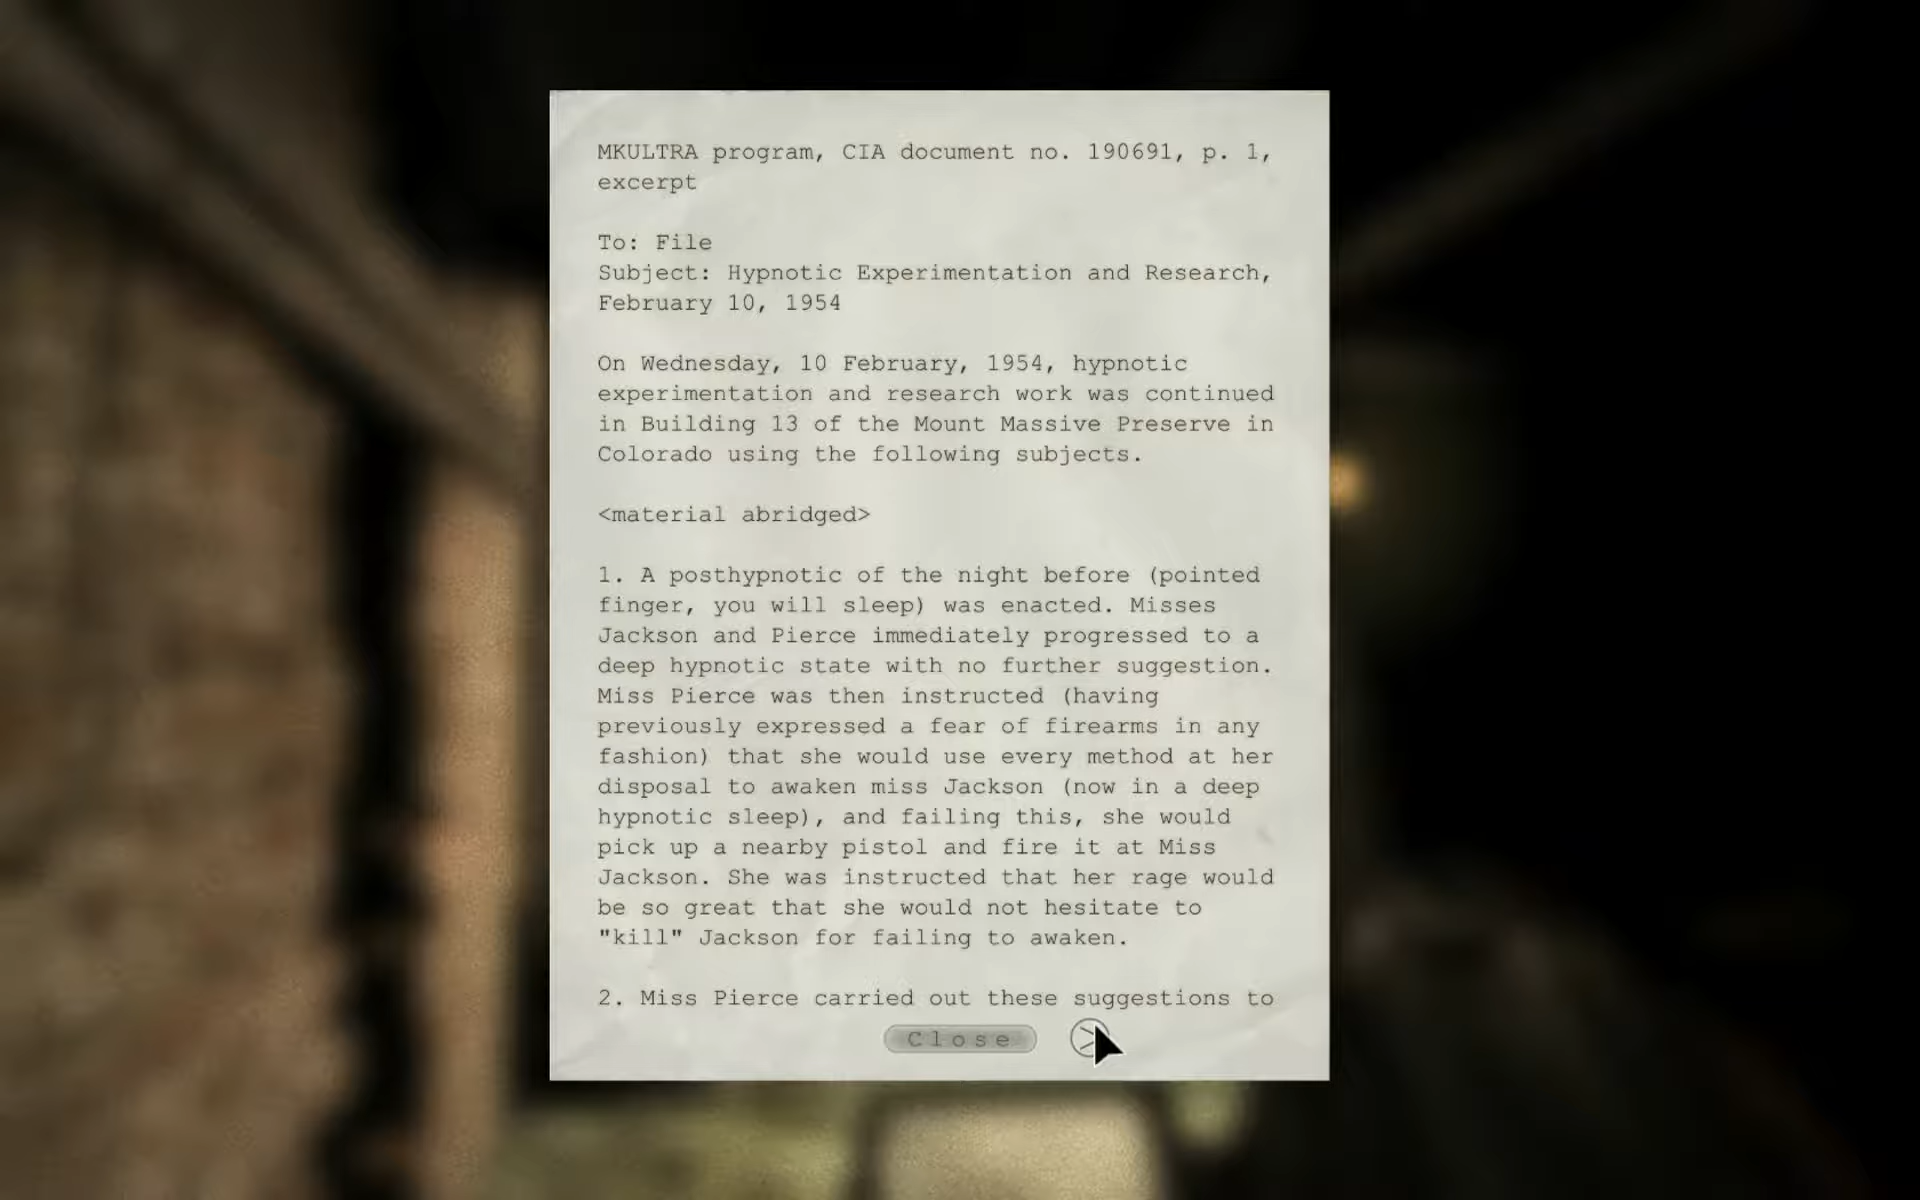 MKULTRA program, CIA document no. 190691, p. 1,
excerpt
To: File
Subject: Hypnotic Experimentation and Research,
February 10, 1954
On Wednesday, 10 February, 1954, hypnotic
experimentation and research work was continued
in Building 13 of the Mount Massive Preserve in
Colorado using the following subjects.
<material abridged>
1. A posthypnotic of the night before (pointed
finger, you will sleep) was enacted. Misses
Jackson and Pierce immediately progressed to a
deep hypnotic state with no further suggestion.
Miss Pierce was then instructed (having
previously expressed a fear of firearms in any
fashion) that she would use every method at her
disposal to awaken miss Jackson (now in a deep
hypnotic sleep), and failing this, she would
pick up a nearby pistol and fire it at Miss
Jackson. She was instructed that her rage would
be so great that she would not hesitate to
"kill" Jackson for failing to awaken.
2. Miss Pierce carried out these suggestions to
Close >